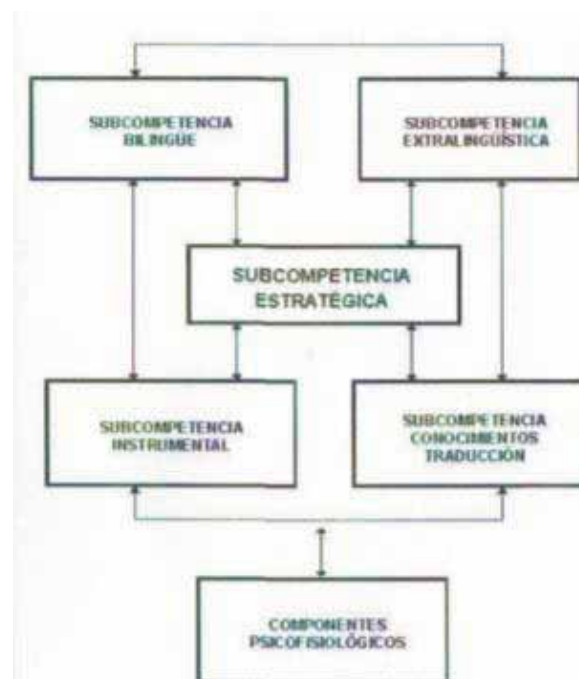 SUBCOMPETENCIA
BILINGÜE
SUBCOMPETENCIA
EXTRALINGÜÍSTICA
SUBCOMPETENCIA
ESTRATÉGICA
SUBCOMPETENCIA
INSTRUMENTAL
SUBCOMPETENCIA
CONOCIMIENTOS
TRADUCCIÓN
COMPONENTES
PSICOFISIOLÓGICOS